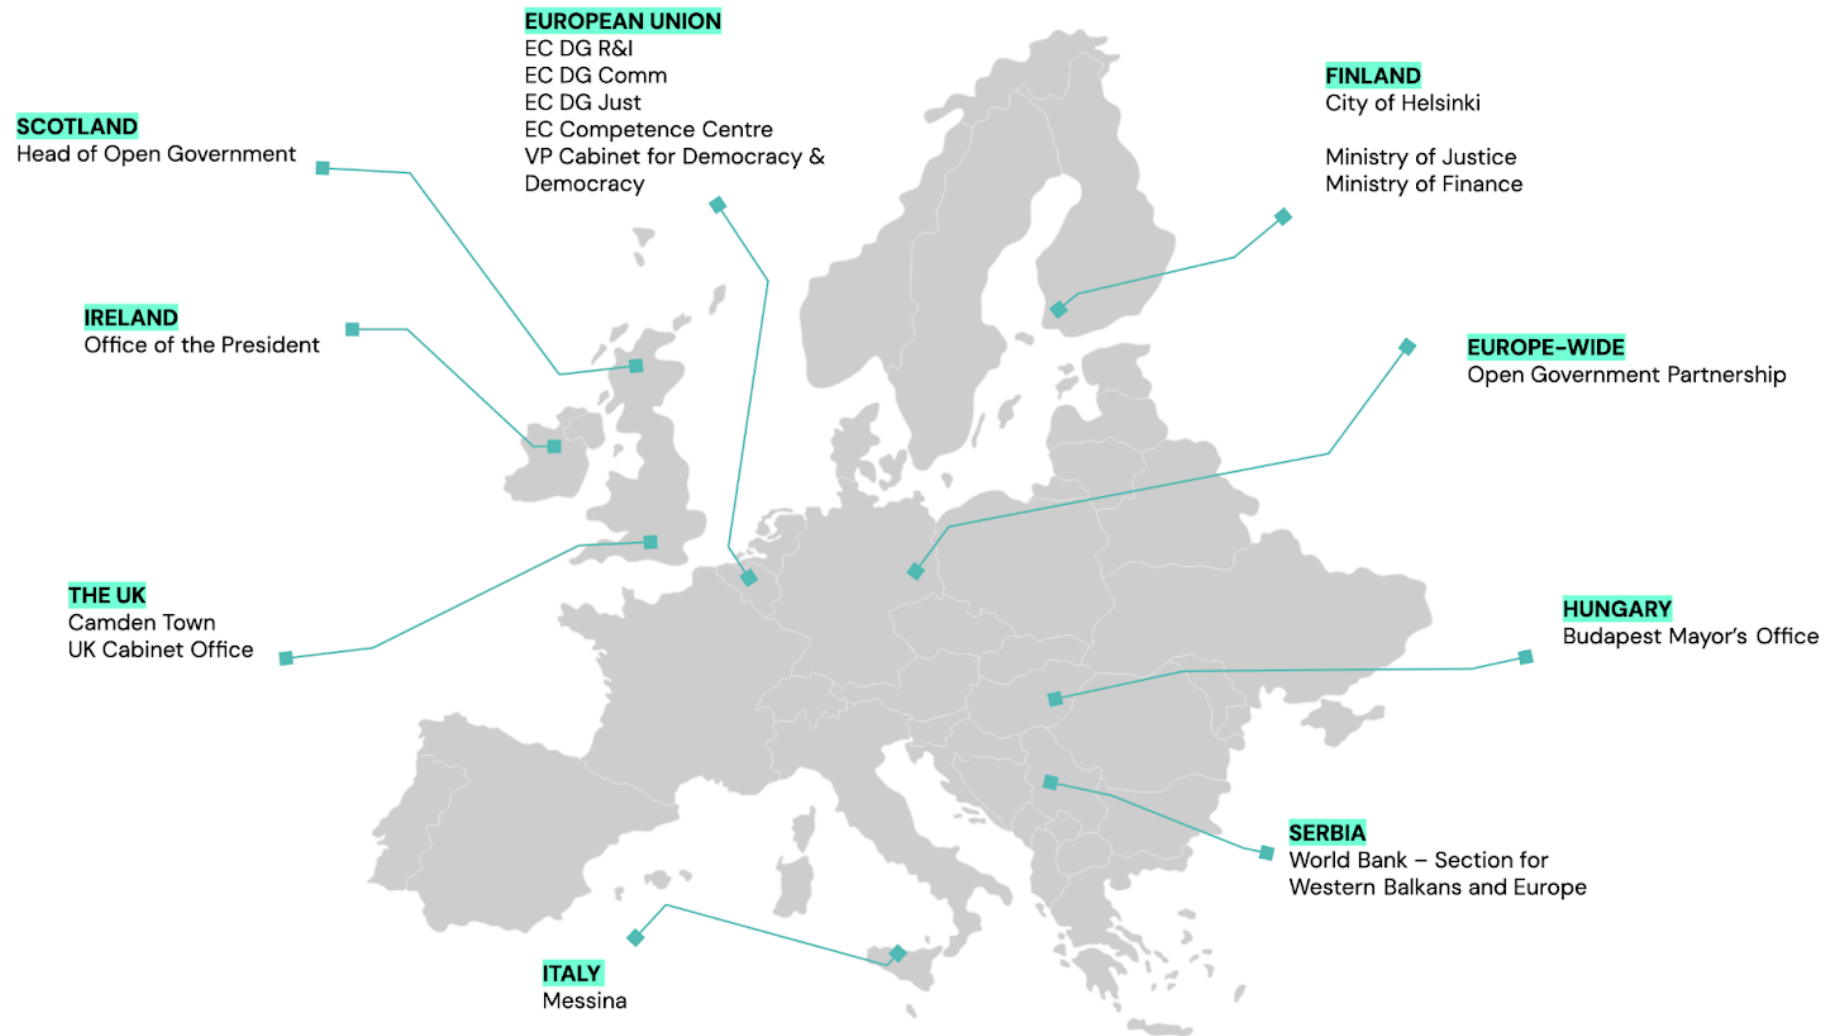 EUROPEAN UNION
EC DG R&I
EC DG Comm
EC DG Just
EC Competence Centre
VP Cabinet for Democracy &
Democracy
FINLAND
City of Helsinki
Ministry of Justice
Ministry of Finance
SCOTLAND
Head of Open Government
IRELAND
Office of the President
EUROPE-WIDE
Open Government Partnership
THE UK
Camden Town
UK Cabinet Office
HUNGARY
Budapest Mayor’s Office
SERBIA
World Bank – Section for
Western Balkans and Europe
ITALY
Messina